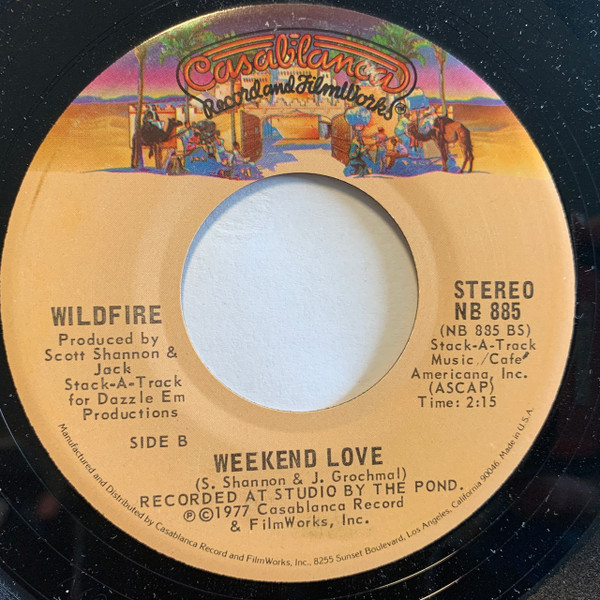 Casablanca
Record and FilmWorks®
WILDFIRE
Produced by
Scott Shannon &
Jack
Stack-A-Track
for Dazzle Em
Productions
SIDE B
STEREO
NB 885
(NB 885 BS)
Stack-A-Track
Music/Cafe'
Americana, Inc.
(ASCAP)
Time: 2:15
WEEKEND LOVE
(S. Shannon & J. Grochmal)
RECORDED AT STUDIO BY THE POND.
℗©1977 Casablanca Record
& FilmWorks, Inc.
Manufactured and Distributed by Casablanca Record and FilmWorks, Inc., 8255 Sunset Boulevard, Los Angeles, California 90046. Made in U.S.A.